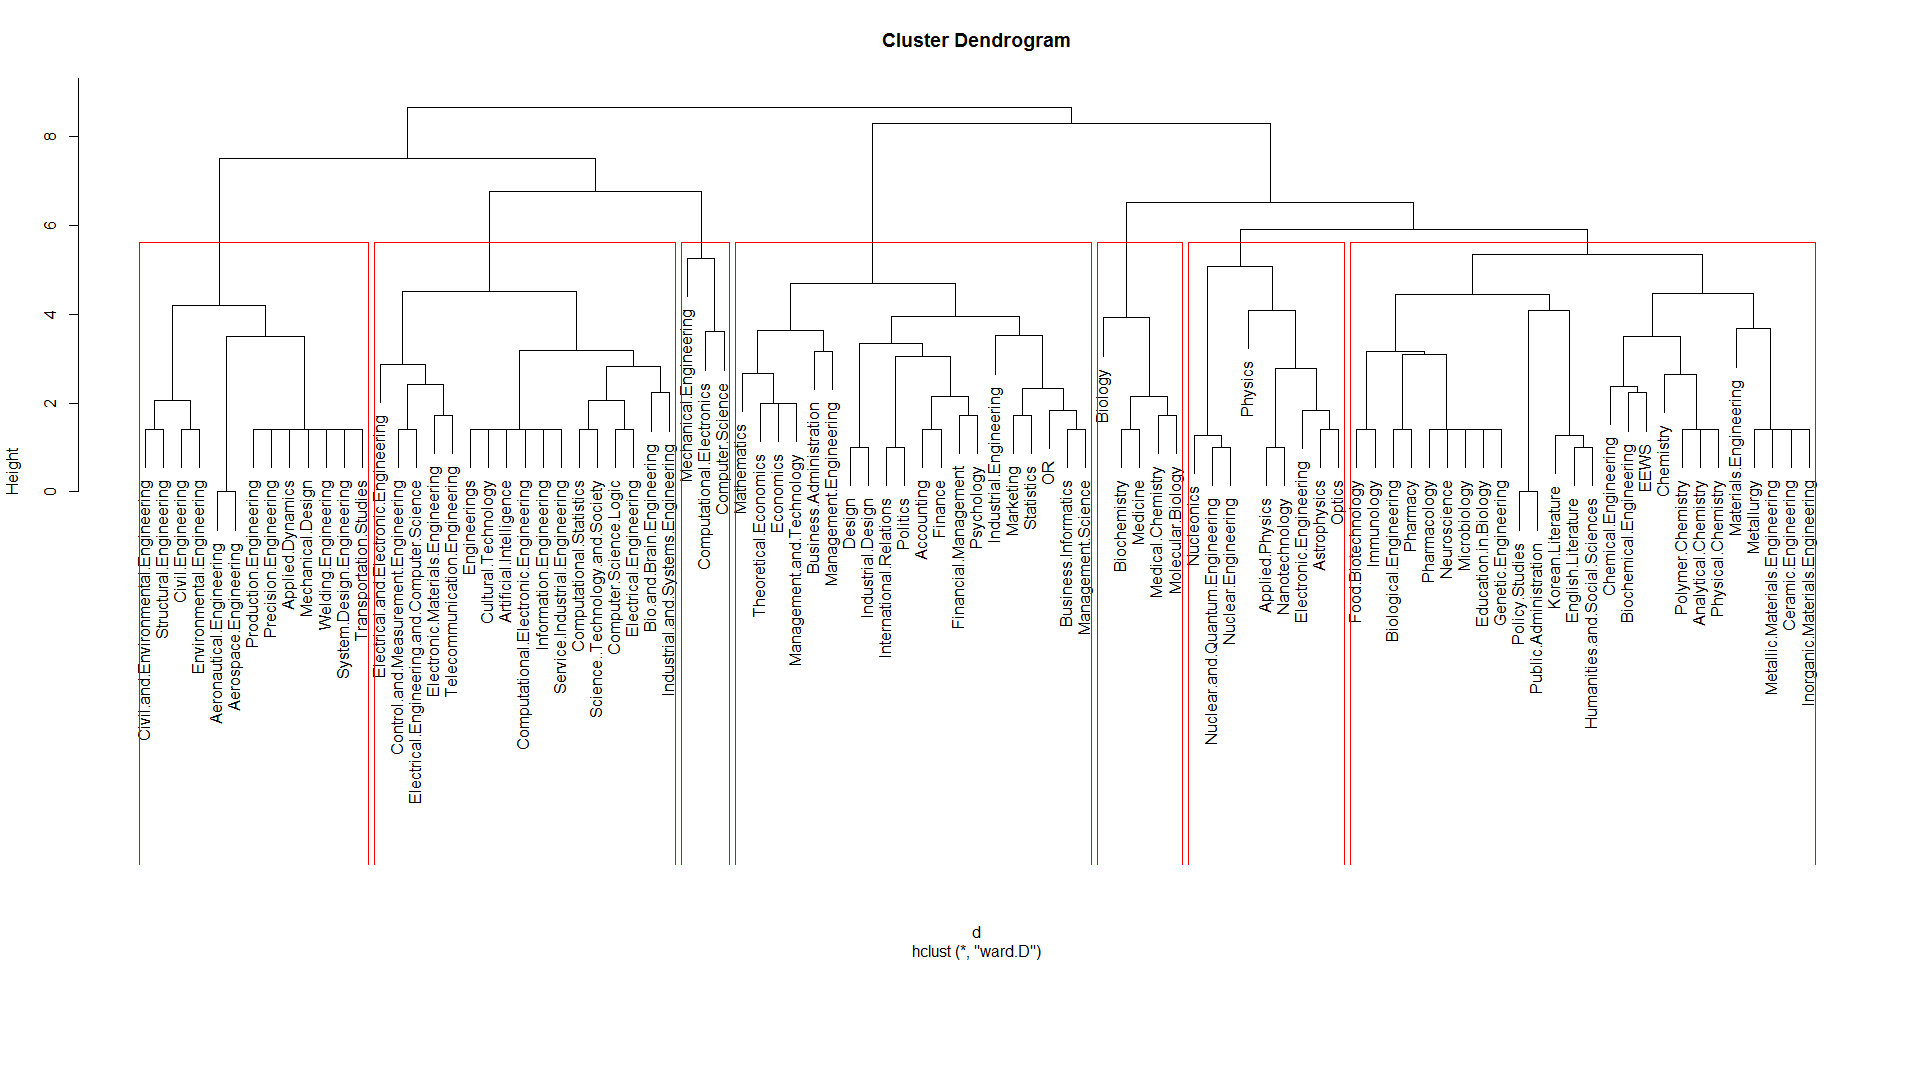 Cluster Dendrogram
Height
8
6
4
2
0
Civil.and.Environmental.Engineering
Structural.Engineering
Civil.Engineering
Environmental.Engineering
Aeronautical.Engineering
Aerospace.Engineering
Production.Engineering
Precision.Engineering
Applied.Dynamics
Mechanical.Design
Welding.Engineering
System.Design.Engineering
Transportation.Studies
Electrical.and.Electronic.Engineering
Control.and.Measurement.Engineering
Electrical.Engineering.and.Computer.Science
Electronic.Materials.Engineering
Telecommunication.Engineering
Engineerings
Cultural.Technology
Artificial.Intelligence
Computational.Electronic.Engineering
Information.Engineering
Service.Industrial.Engineering
Computational.Statistics
Science..Technology.and.Society
Computer.Science.Logic
Electrical.Engineering
Bio.and.Brain.Engineering
Industrial.and.Systems.Engineering
Mechanical.Engineering
Computational.Electronics
Computer.Science
Mathematics
Theoretical.Economics
Economics
Management.and.Technology
Business.Administration
Management.Engineering
Design
Industrial.Design
International.Relations
Politics
Accounting
Finance
Financial.Management
Psychology
Industrial.Engineering
Marketing
Statistics
OR
Business.Informatics
Management.Science
Biology
Biochemistry
Medicine
Medical.Chemistry
Molecular.Biology
Nucleonics
Nuclear.and.Quantum.Engineering
Nuclear.Engineering
Physics
Applied.Physics
Nanotechnology
Electronic.Engineering
Astrophysics
Optics
Food.Biotechnology
Immunology
Biological.Engineering
Pharmacy
Pharmacology
Neuroscience
Microbiology
Education.in.Biology
Genetic.Engineering
Policy.Studies
Public.Administration
Korean.Literature
English.Literature
Humanities.and.Social.Sciences
Chemical.Engineering
Biochemical.Engineering
EEWS
Chemistry
Polymer.Chemistry
Analytical.Chemistry
Physical.Chemistry
Materials.Engineering
Metallurgy
Metallic.Materials.Engineering
Ceramic.Engineering
Inorganic.Materials.Engineering
d
hclust (*, "ward.D")